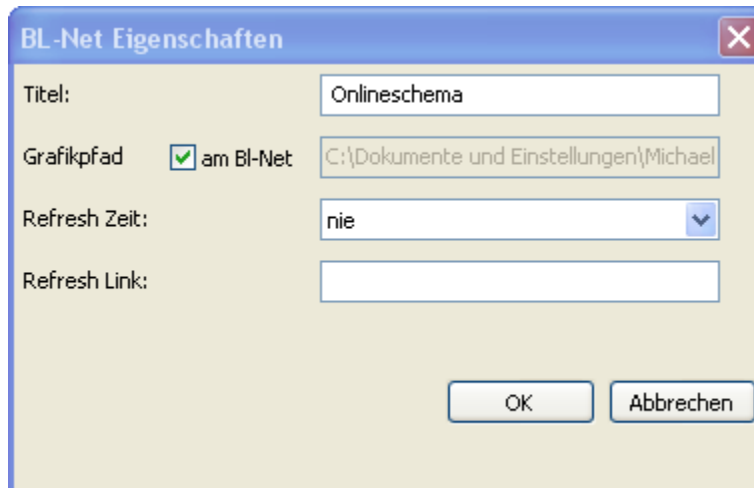 BL-Net Eigenschaften
Titel: Onlineschema
Grafikpfad am Bl-Net C:\Dokumente und Einstellungen\Michael
Refresh Zeit: nie
Refresh Link:
OK Abbrechen